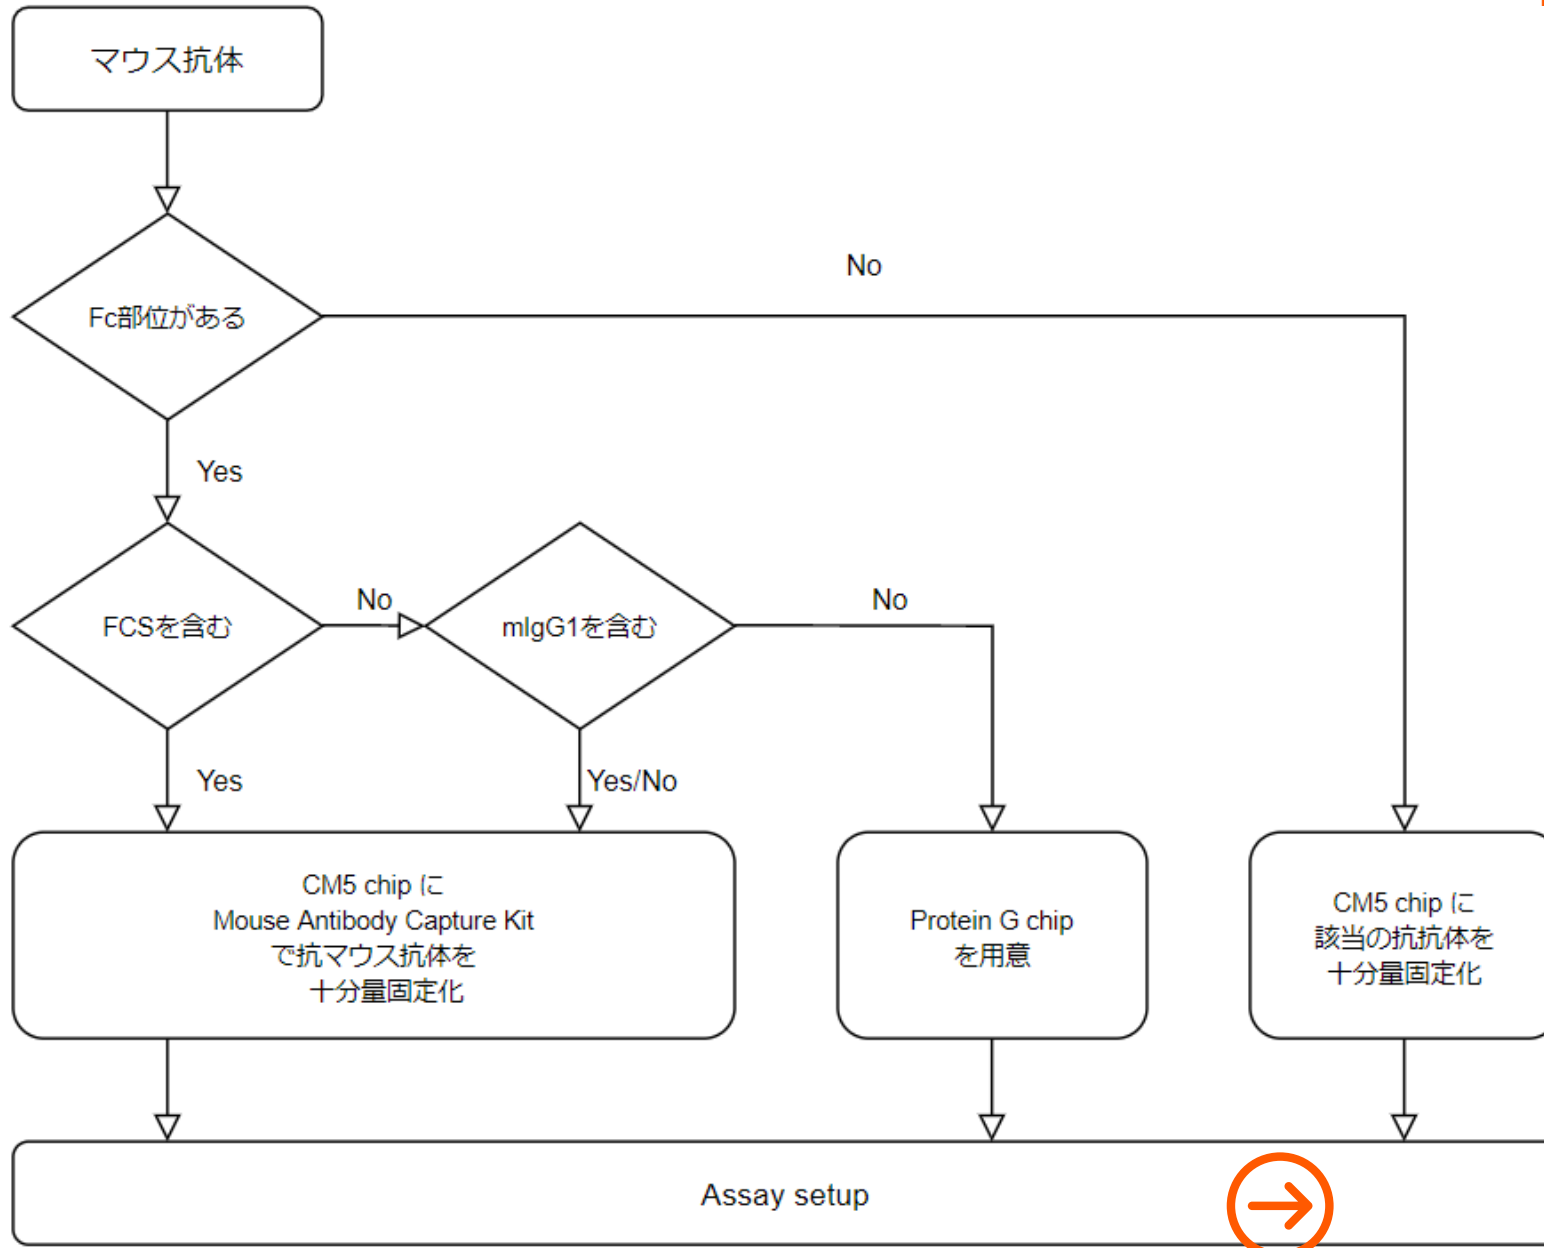 マウス抗体
No
Fc部位がある
Yes
FCSを含む
No
mIgG1を含む
No
Yes
Yes/No
CM5 chip に
Mouse Antibody Capture Kit
で抗マウス抗体を
十分量固定化
Protein G chip
を用意
CM5 chip に
該当の抗抗体を
十分量固定化
Assay setup